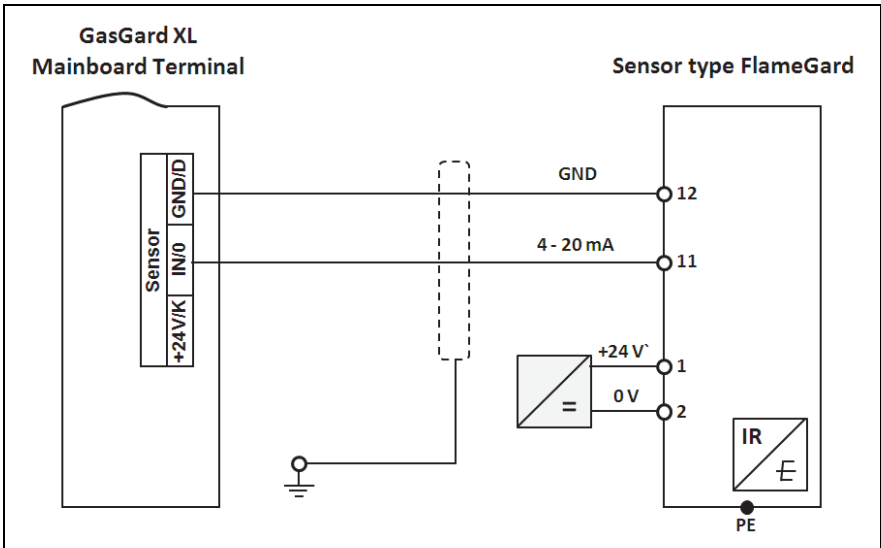 GasGard XL
Mainboard Terminal
Sensor type FlameGard
Sensor
GND/D
IN/0
+24V/K
GND
12
4 - 20 mA
11
+24 V`
1
0 V
2
=
IR
E
PE